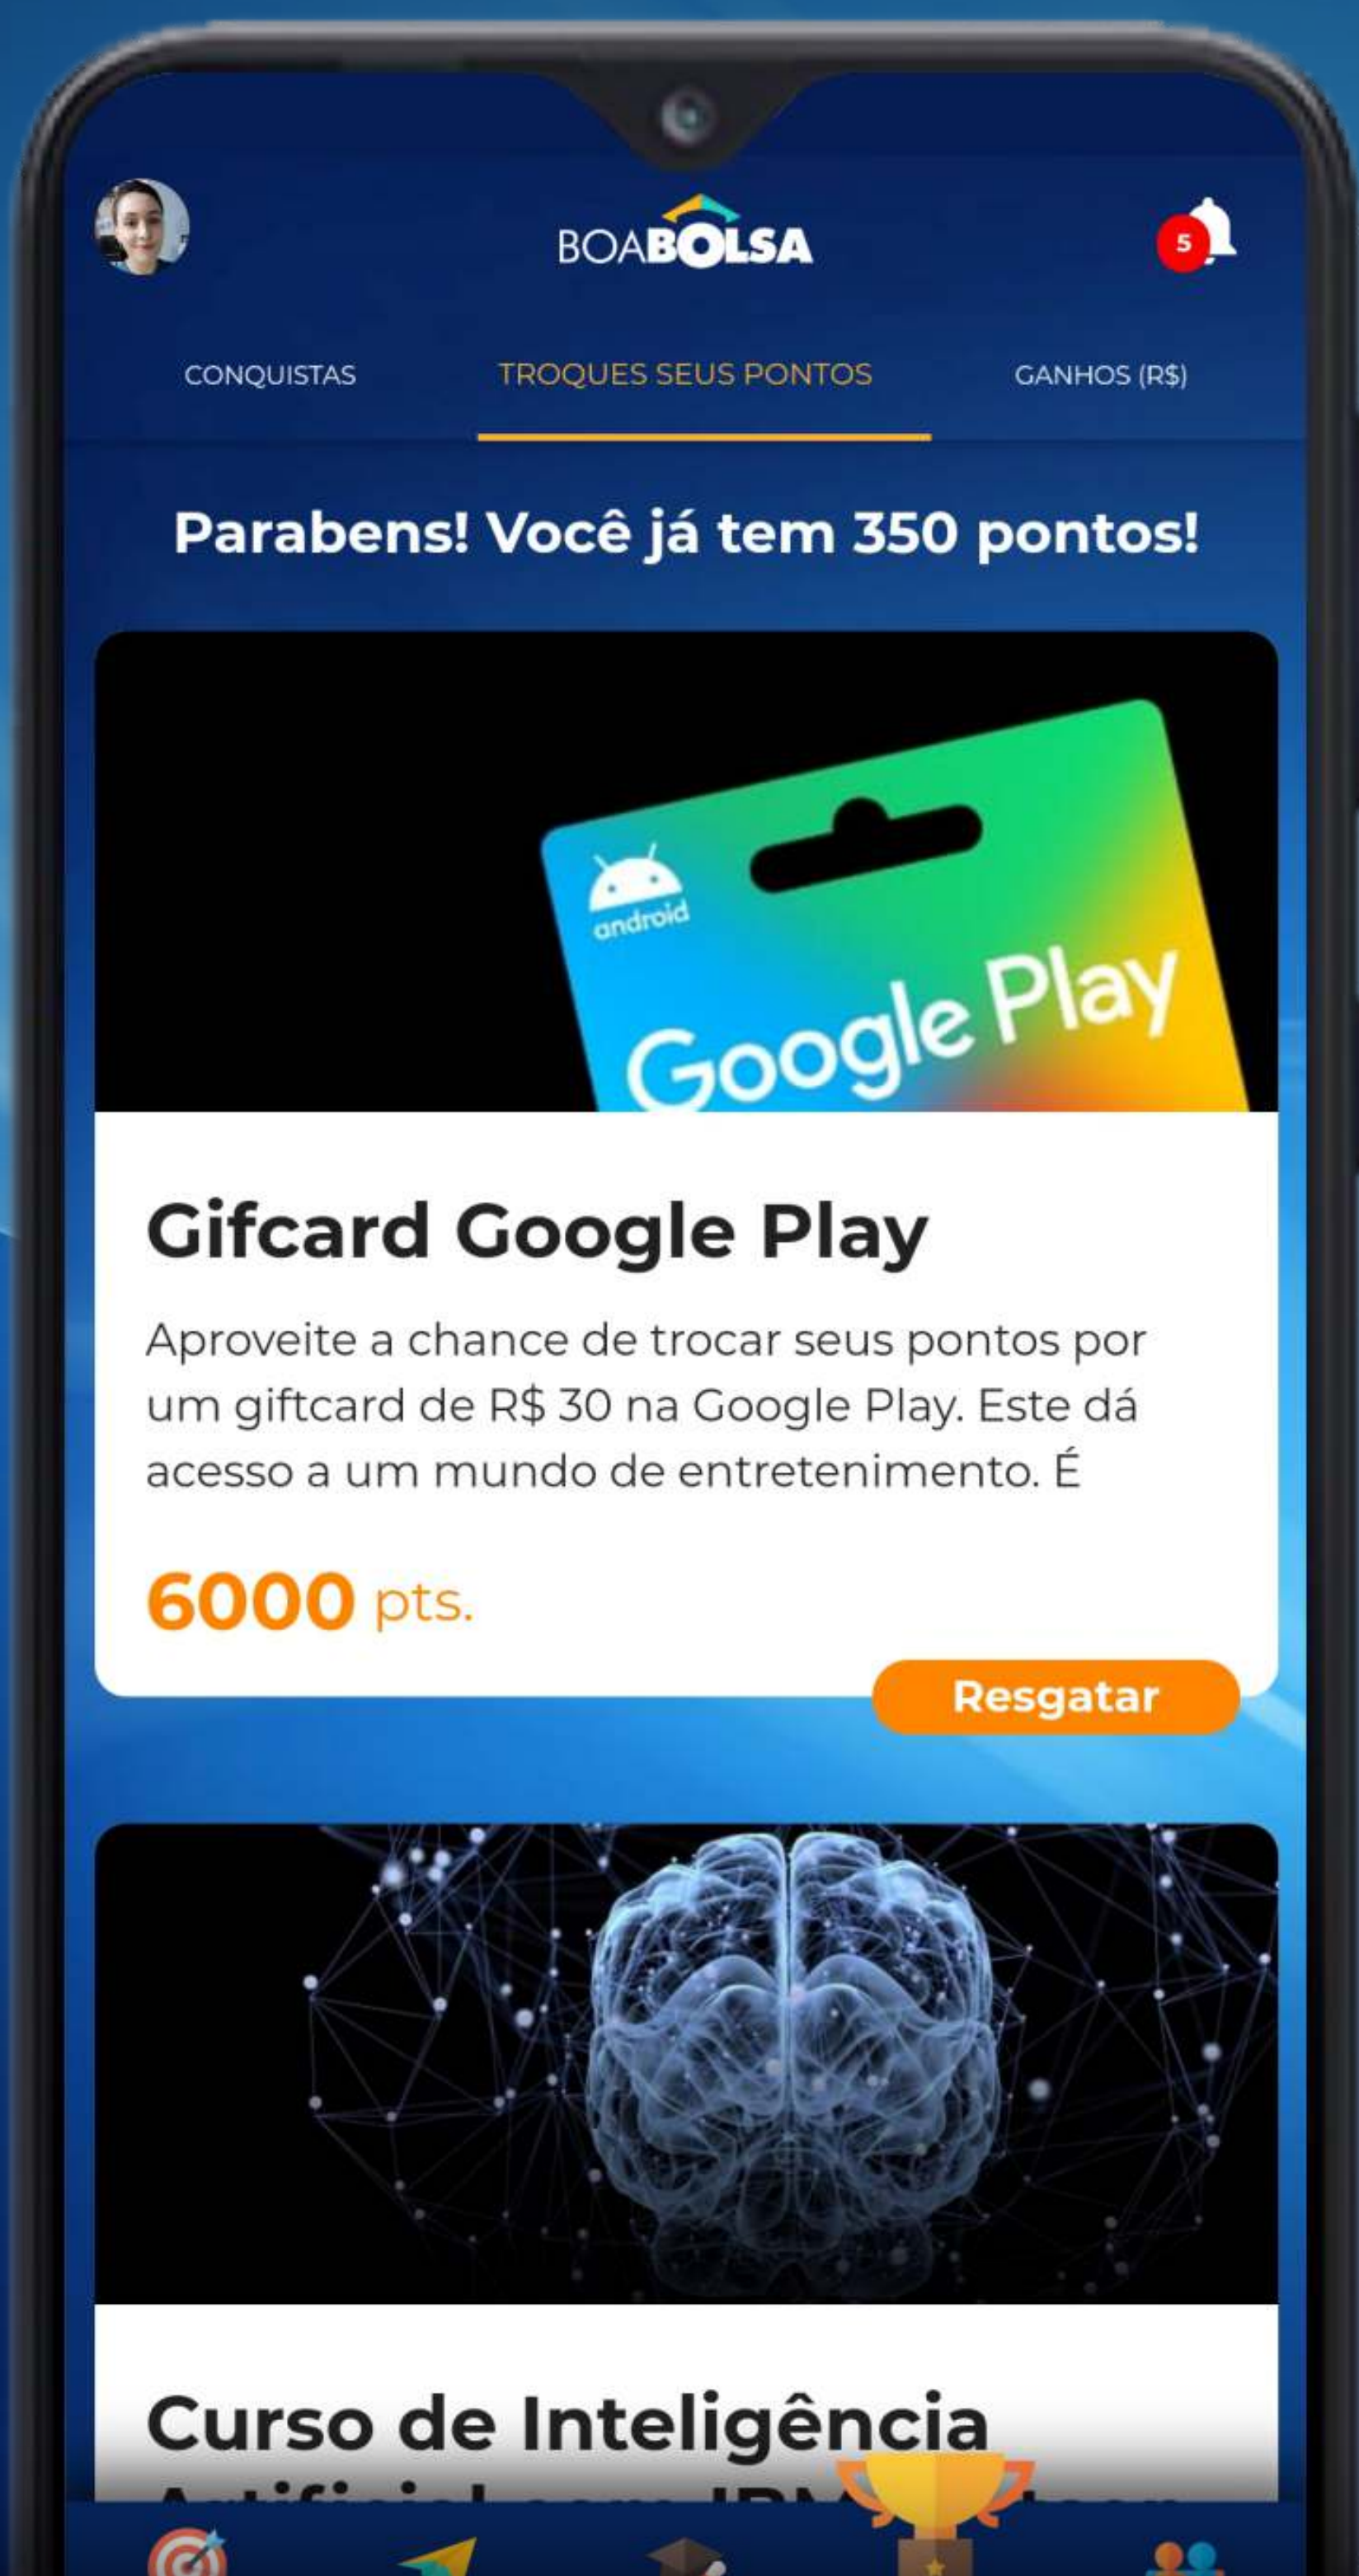 BOABOLSA
5
CONQUISTAS
TROQUES SEUS PONTOS
GANHOS (R$)
Parabens! Você já tem 350 pontos!
android
Google Play
Gifcard Google Play
Aproveite a chance de trocar seus pontos por
um giftcard de R$ 30 na Google Play. Este dá
acesso a um mundo de entretenimento. É
6000 pts.
Resgatar
Curso de Inteligência